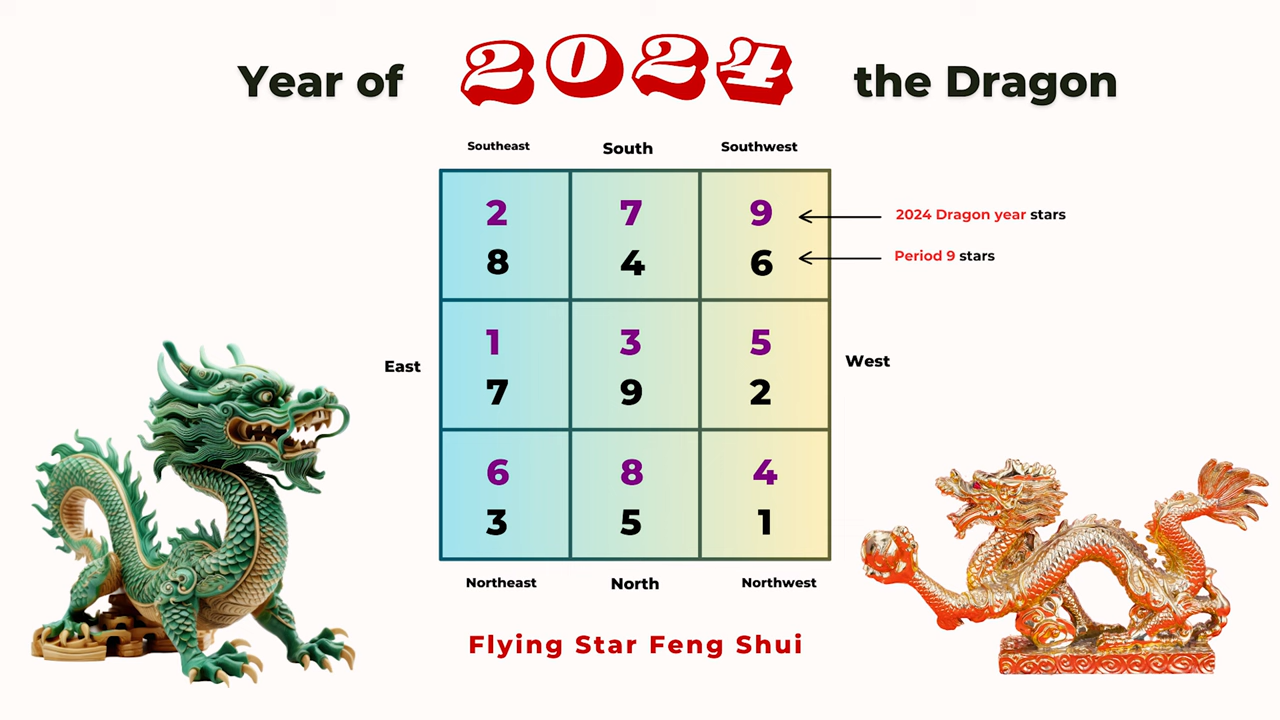 Year of 2024 the Dragon
Southeast South Southwest
2 7 9 2024 Dragon year stars
8 4 6 Period 9 stars
1 3 5
East West
7 9 2
6 8 4
3 5 1
Northeast North Northwest
Flying Star Feng Shui